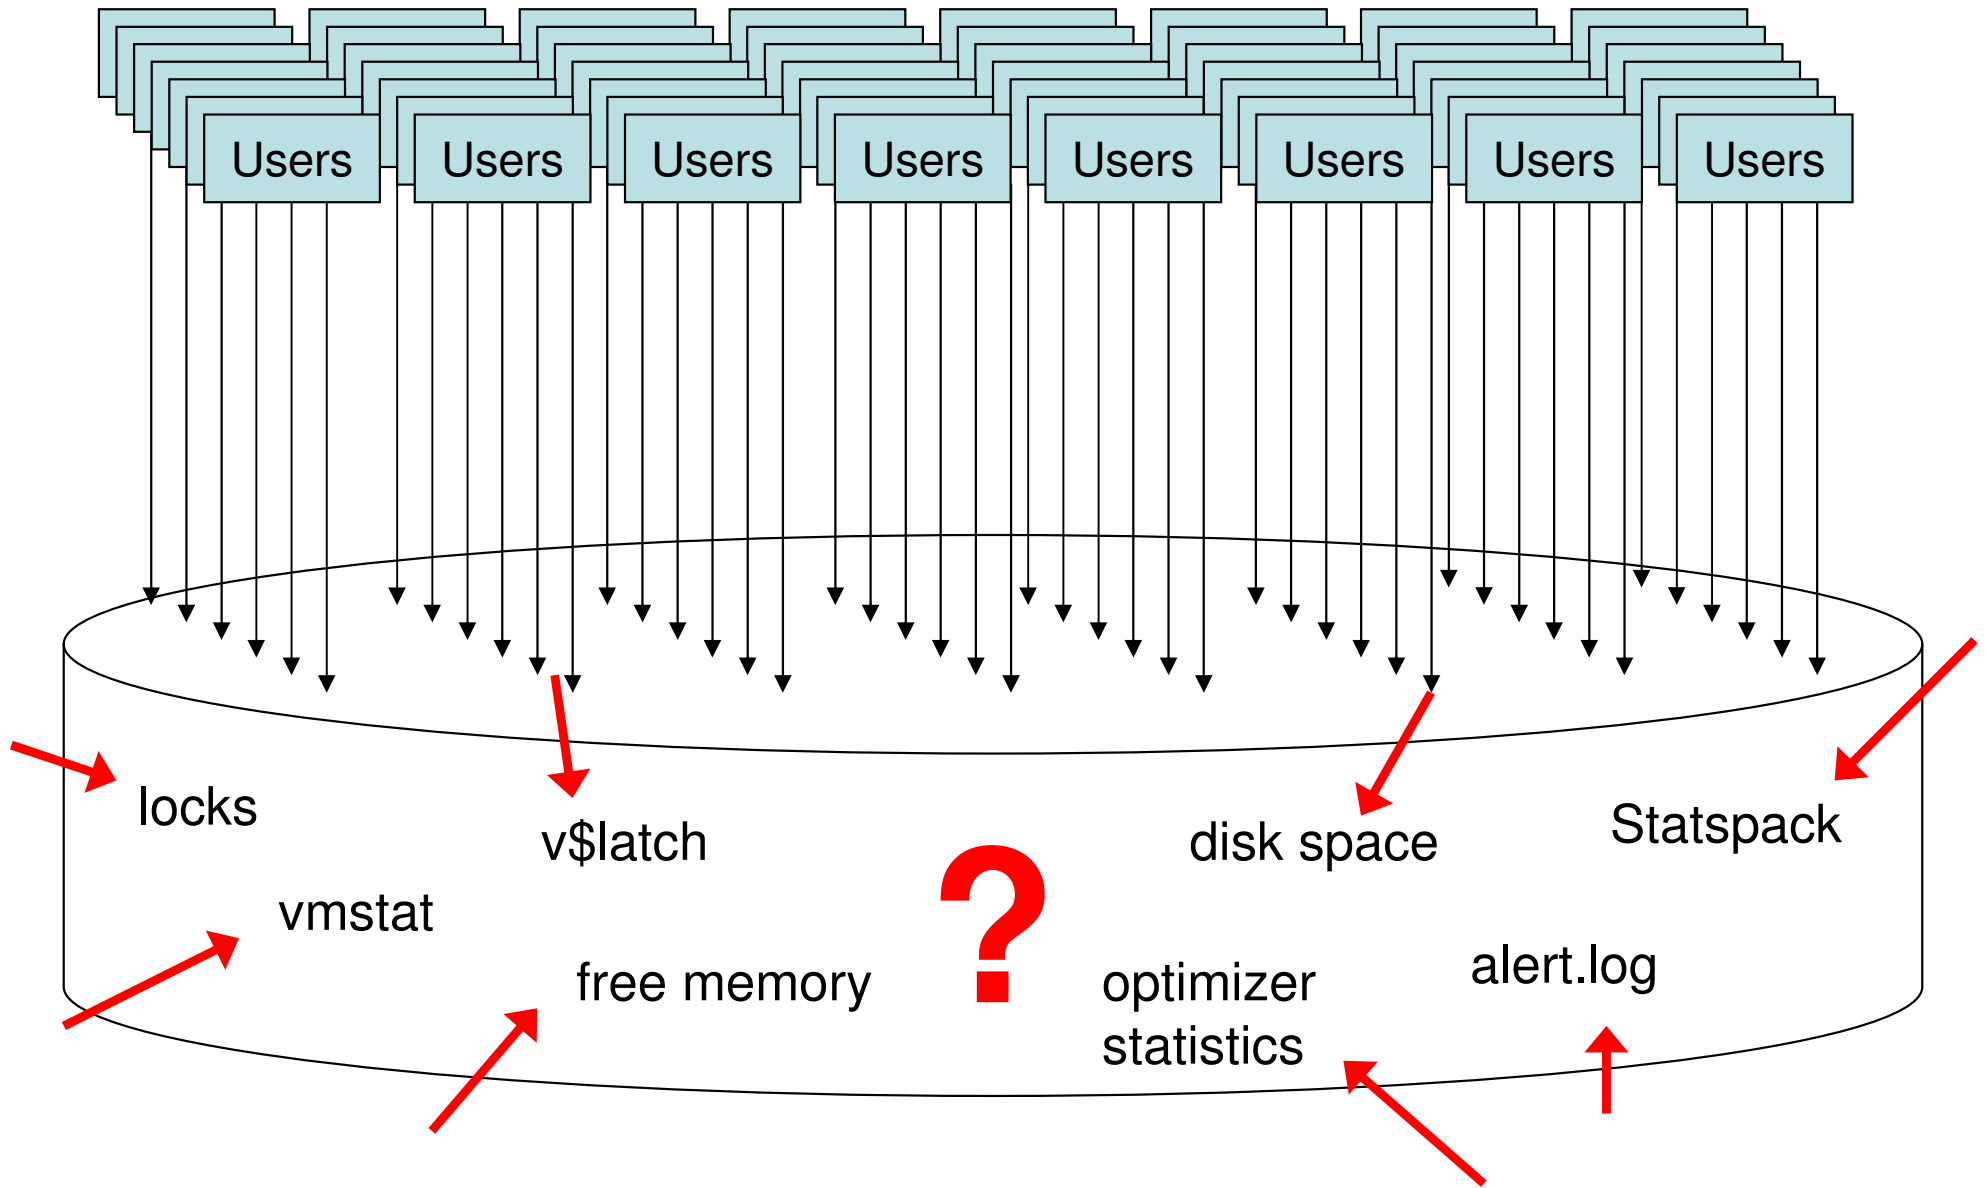 Users Users Users Users Users Users Users Users
locks
v$latch
disk space
Statspack
vmstat
free memory
?
optimizer
statistics
alert.log